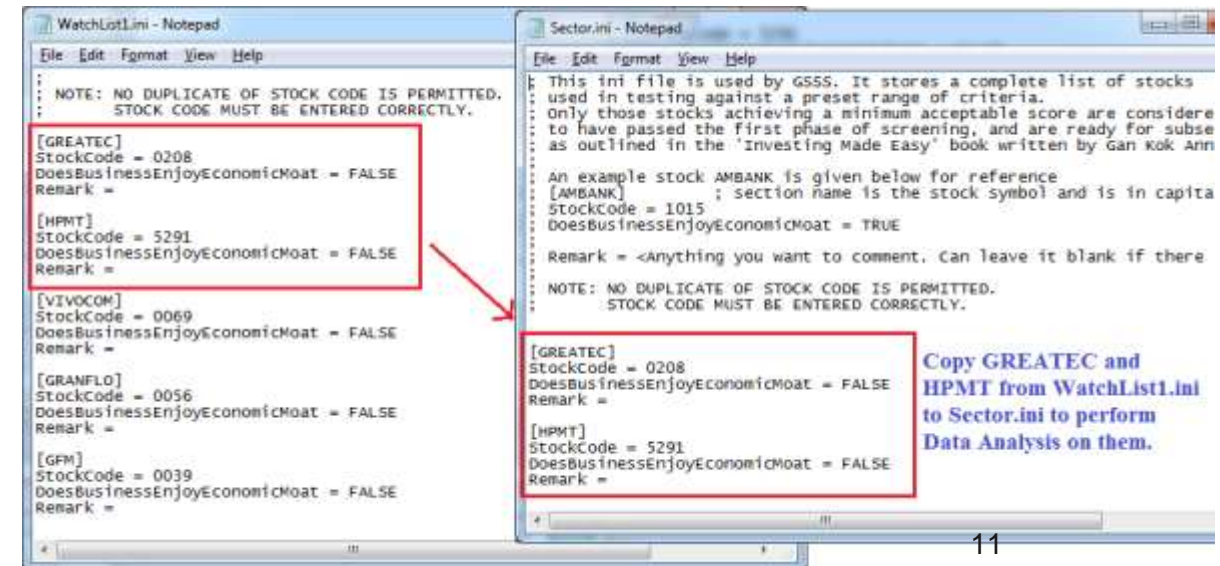 WatchList1.ini - Notepad
File Edit Format View Help
;
; NOTE: NO DUPLICATE OF STOCK CODE IS PERMITTED.
; STOCK CODE MUST BE ENTERED CORRECTLY.
[GREATEC]
StockCode = 0208
DoesBusinessEnjoyEconomicMoat = FALSE
Remark =
[HPMT]
StockCode = 5291
DoesBusinessEnjoyEconomicMoat = FALSE
Remark =
[VIVOCOM]
StockCode = 0069
DoesBusinessEnjoyEconomicMoat = FALSE
Remark =
[GRANFLO]
StockCode = 0056
DoesBusinessEnjoyEconomicMoat = FALSE
Remark =
[GFM]
StockCode = 0039
DoesBusinessEnjoyEconomicMoat = FALSE
Remark =
Sector.ini - Notepad
File Edit Format View Help
; This ini file is used by GSSS. It stores a complete list of stocks
; used in testing against a preset range of criteria.
; Only those stocks achieving a minimum acceptable score are considere
; to have passed the first phase of screening, and are ready for subse
; as outlined in the 'Investing Made Easy' book written by Gan Kok Ann
;
; An example stock AMBANK is given below for reference
; [AMBANK] ; section name is the stock symbol and is in capita
; StockCode = 1015
; DoesBusinessEnjoyEconomicMoat = TRUE
;
; Remark = <Anything you want to comment. Can leave it blank if there
;
; NOTE: NO DUPLICATE OF STOCK CODE IS PERMITTED.
; STOCK CODE MUST BE ENTERED CORRECTLY.
[GREATEC]
StockCode = 0208
DoesBusinessEnjoyEconomicMoat = FALSE
Remark =
[HPMT]
StockCode = 5291
DoesBusinessEnjoyEconomicMoat = FALSE
Remark =
Copy GREATEC and
HPMT from WatchList1.ini
to Sector.ini to perform
Data Analysis on them.
11